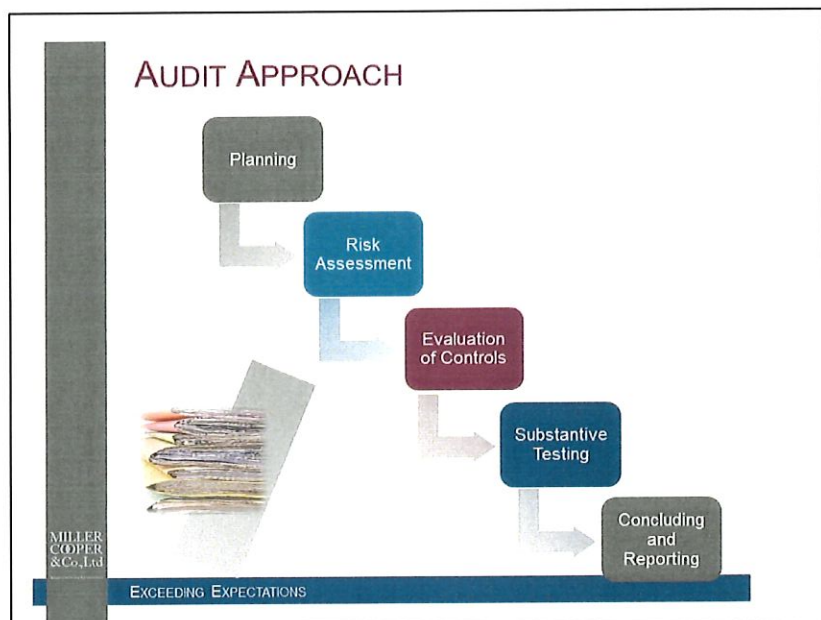 AUDIT APPROACH
Planning
Risk
Assessment
Evaluation
of Controls
Substantive
Testing
Concluding
and
Reporting
MILLER
COOPER
& Co., Ltd
EXCEEDING EXPECTATIONS